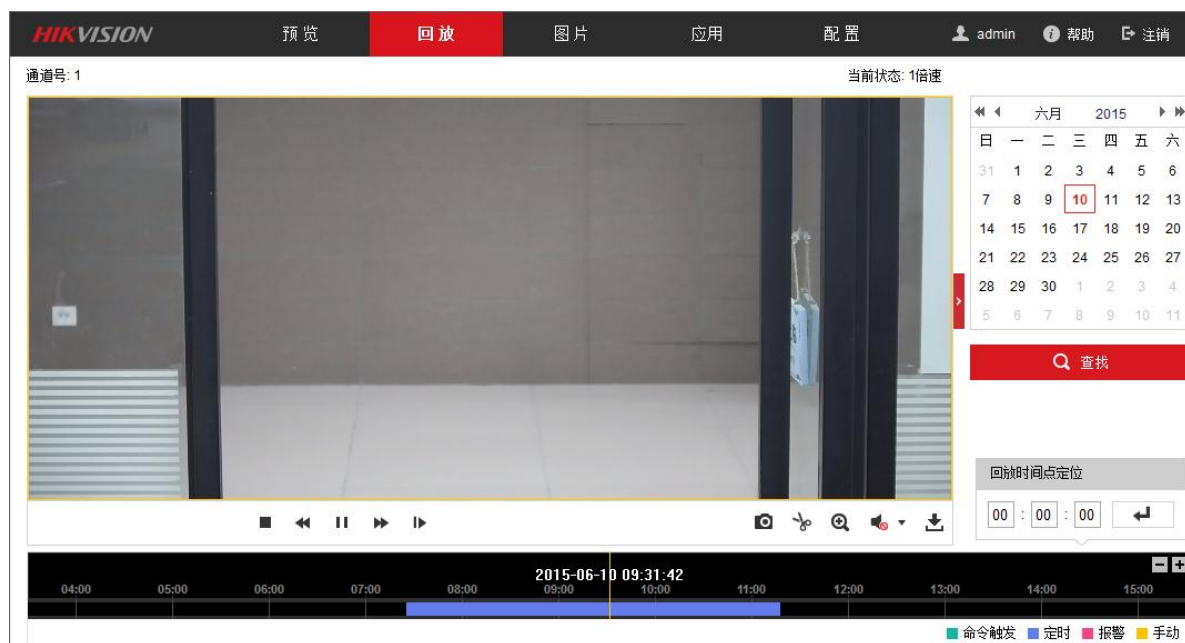 HIKVISION 预览 回放 图片 应用 配置 admin 帮助 注销
通道号: 1 当前状态: 1倍速
六月 2015
日 一 二 三 四 五 六
31 1 2 3 4 5 6
7 8 9 10 11 12 13
14 15 16 17 18 19 20
21 22 23 24 25 26 27
28 29 30 1 2 3 4
5 6 7 8 9 10 11
查找
回放时间点定位
00 : 00 : 00
2015-06-10 09:31:42
04:00 05:00 06:00 07:00 08:00 09:00 10:00 11:00 12:00 13:00 14:00 15:00
命令触发 定时 报警 手动